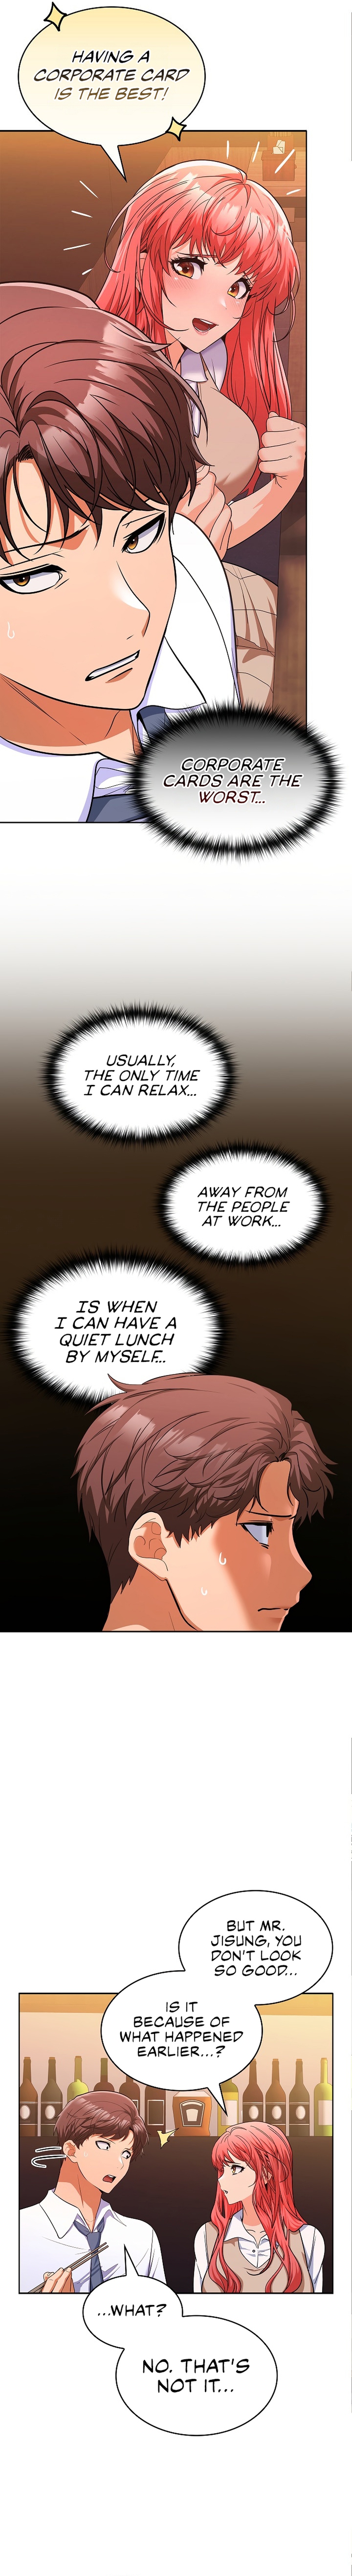 HAVING A
CORPORATE CARD
IS THE BEST!
CORPORATE
CARDS ARE THE
WORST...
USUALLY,
THE ONLY TIME
I CAN RELAX...
AWAY FROM
THE PEOPLE
AT WORK...
IS WHEN
I CAN HAVE A
QUIET LUNCH
BY MYSELF...
BUT MR.
JISUNG, YOU
DON'T LOOK
SO GOOD...
IS IT
BECAUSE OF
WHAT HAPPENED
EARLIER...?
...WHAT?
NO. THAT'S
NOT IT...